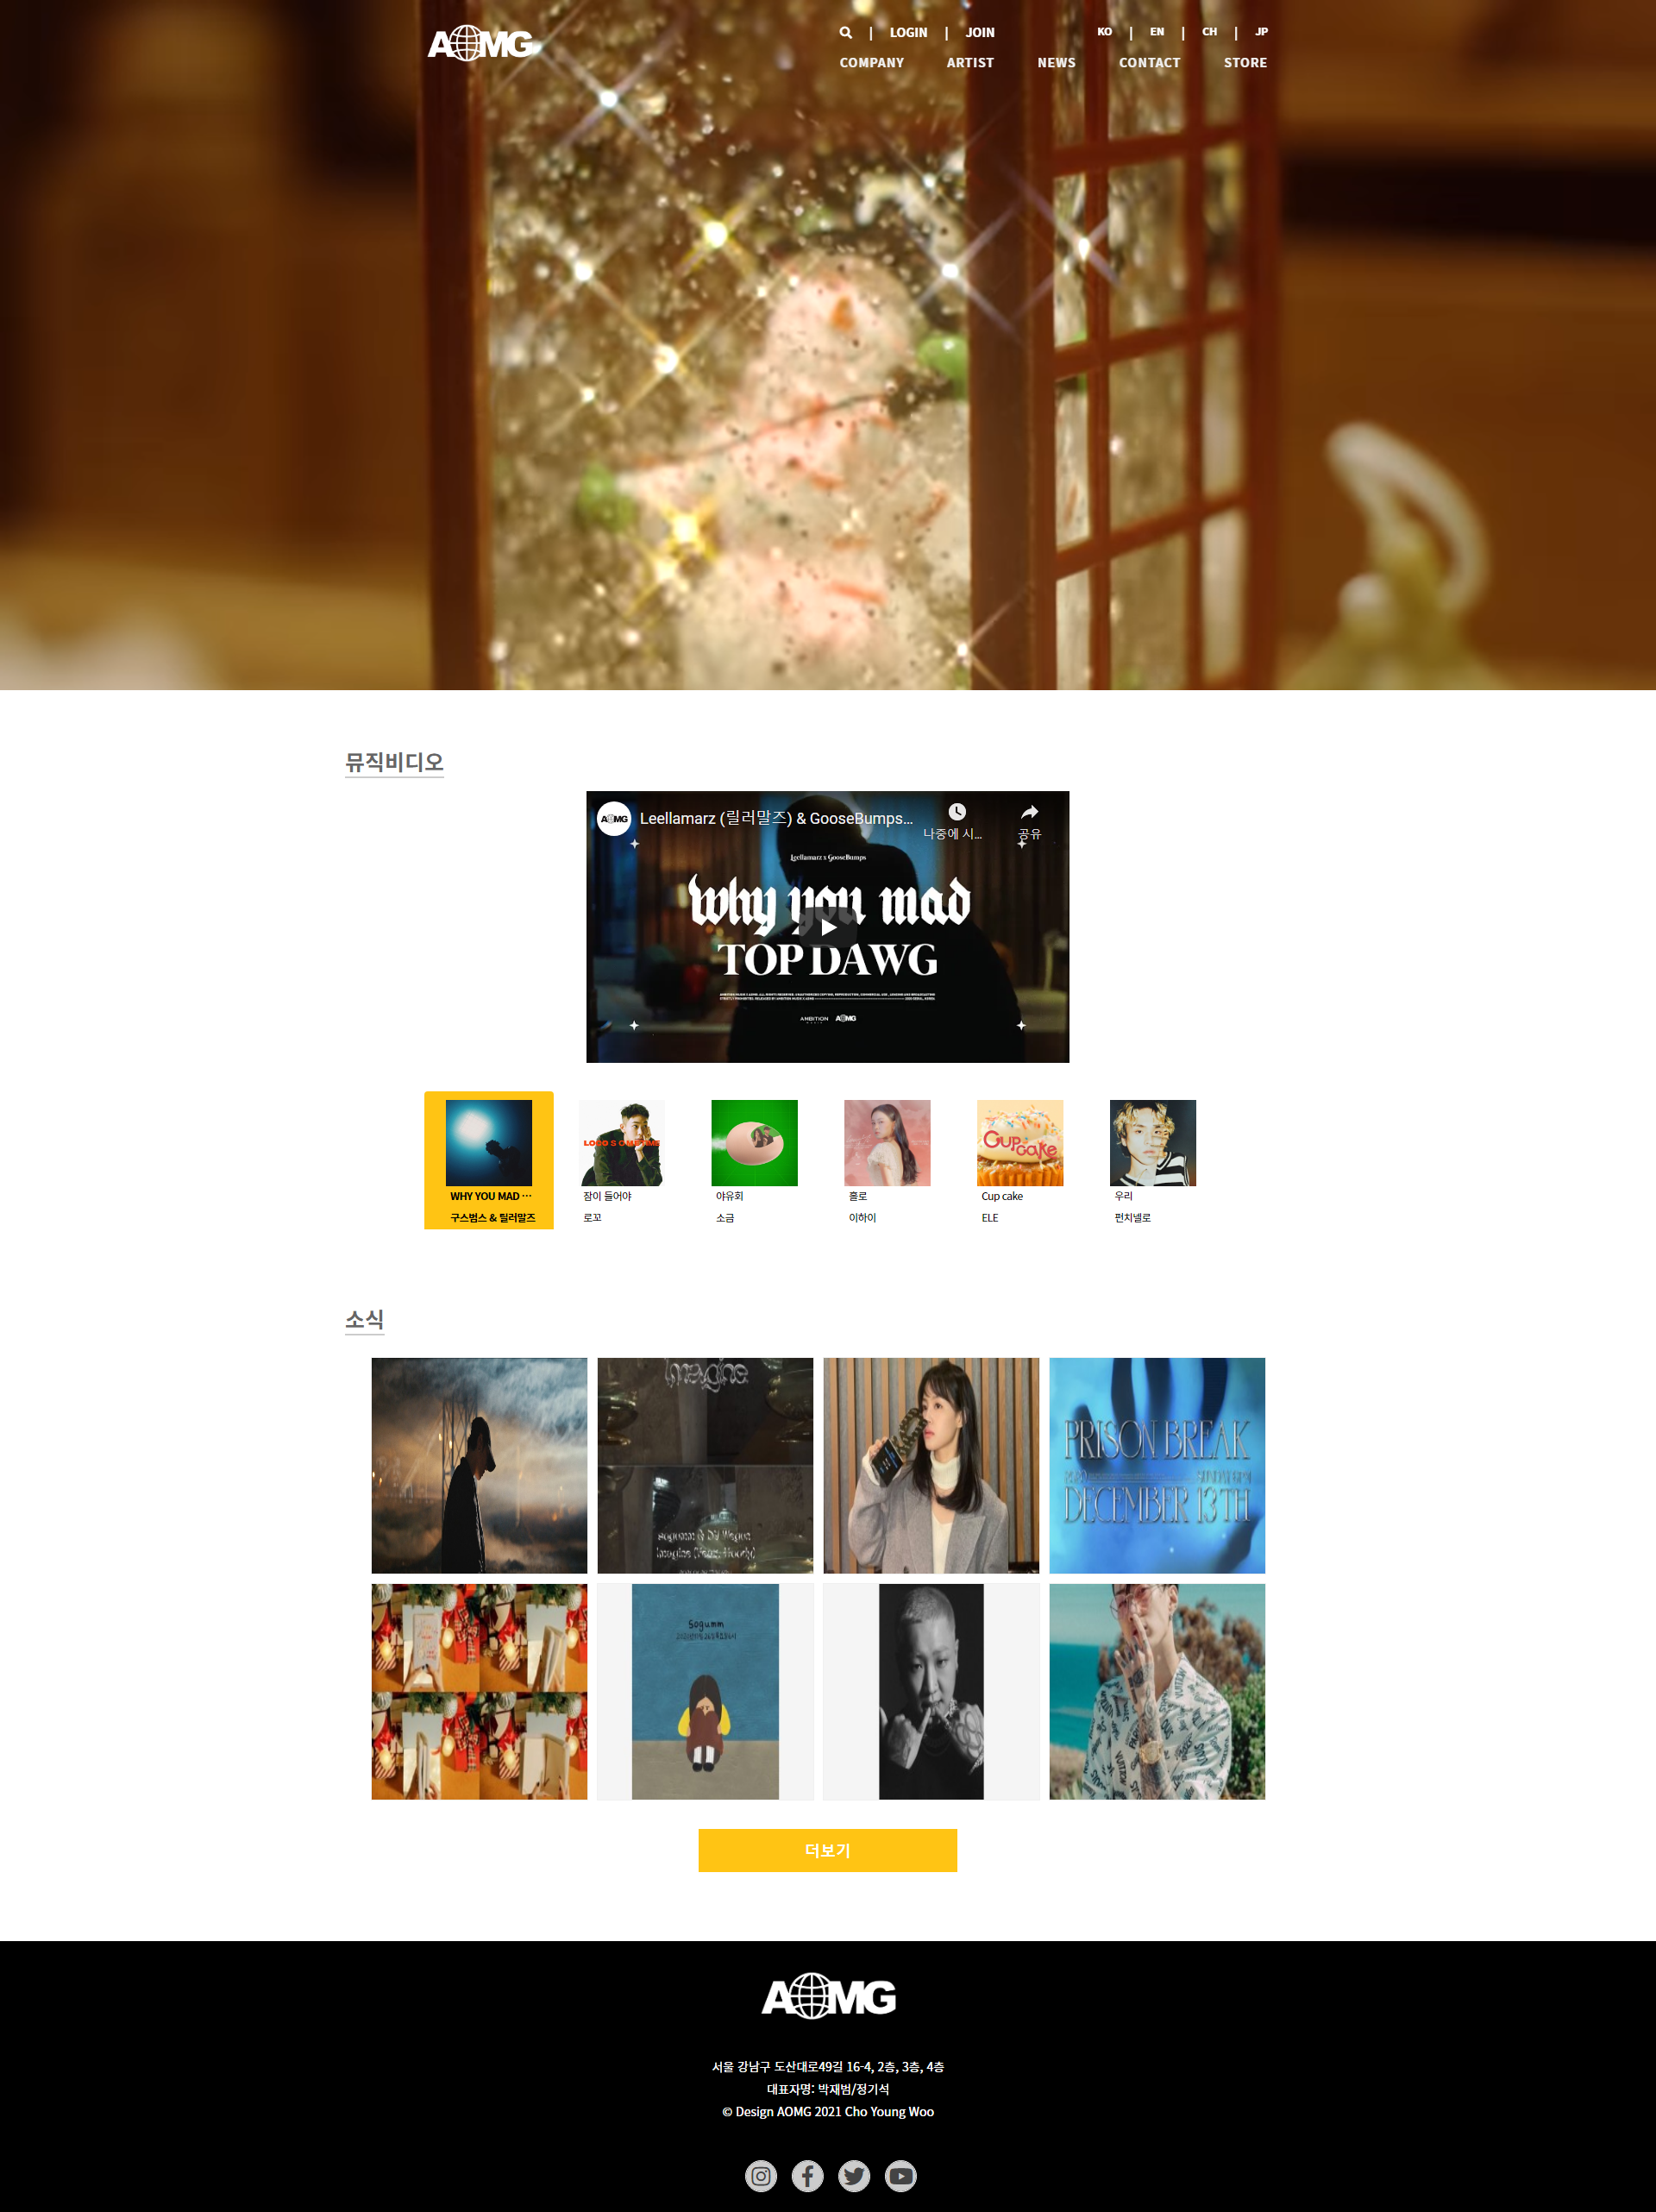 AOMG
| LOGIN | JOIN
KO | EN | CH | JP
COMPANY ARTIST NEWS CONTACT STORE
뮤직비디오
AOMG Leellamarz (릴러말즈) & GooseBumps...
나중에 시... 공유
Leellamarz x GooseBumps
why you mad
TOP DAWG
AMBITION MUSIK AOMG
WHY YOU MAD ···
구스범스 & 릴러말즈
잠이 들어야
로꼬
야유회
소금
홀로
이하이
Cup cake
Cup cake
ELE
우리
펀치넬로
소식
Imagine
PRISON BREAK
DECEMBER 13TH
Sogumm
더보기
AOMG
서울 강남구 도산대로49길 16-4, 2층, 3층, 4층
대표자명: 박재범/정기석
© Design AOMG 2021 Cho Young Woo